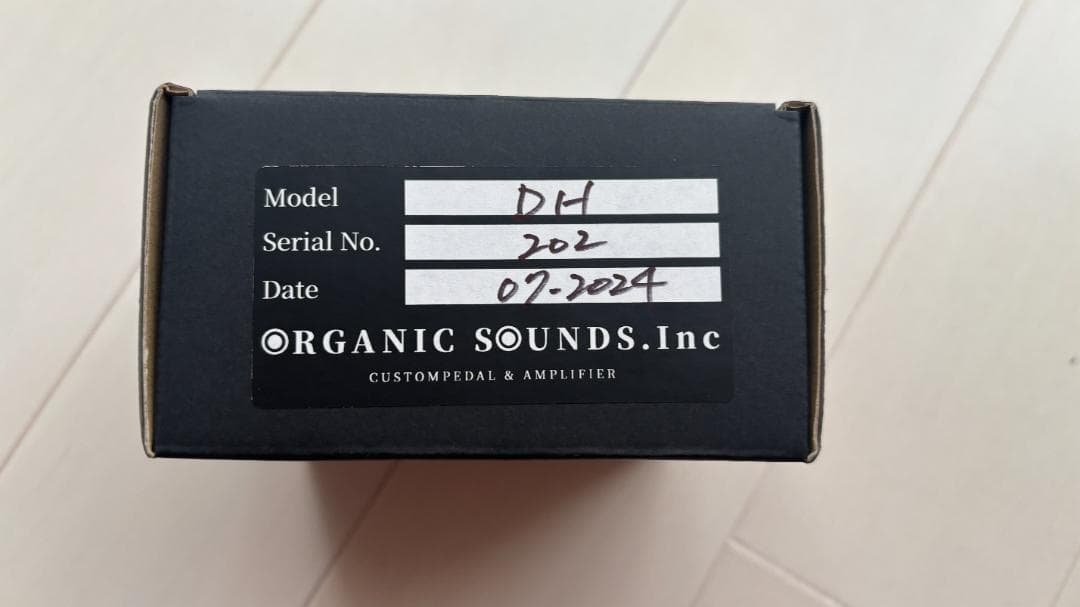 Model DH
Serial No. 202
Date 07-2024
ORGANIC SOUNDS.Inc
CUSTOMPEDAL & AMPLIFIER